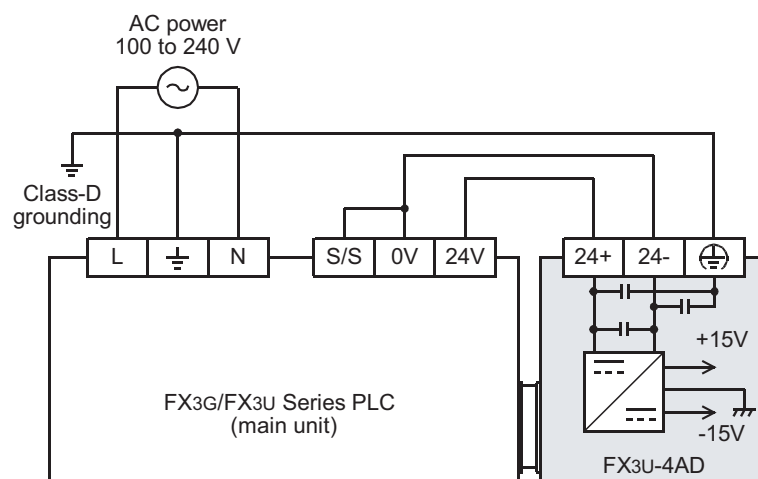 AC power
100 to 240 V
Class-D
grounding
L
N
S/S
0V
24V
24+
24-
+15V
-15V
FX3G/FX3U Series PLC
(main unit)
FX3U-4AD